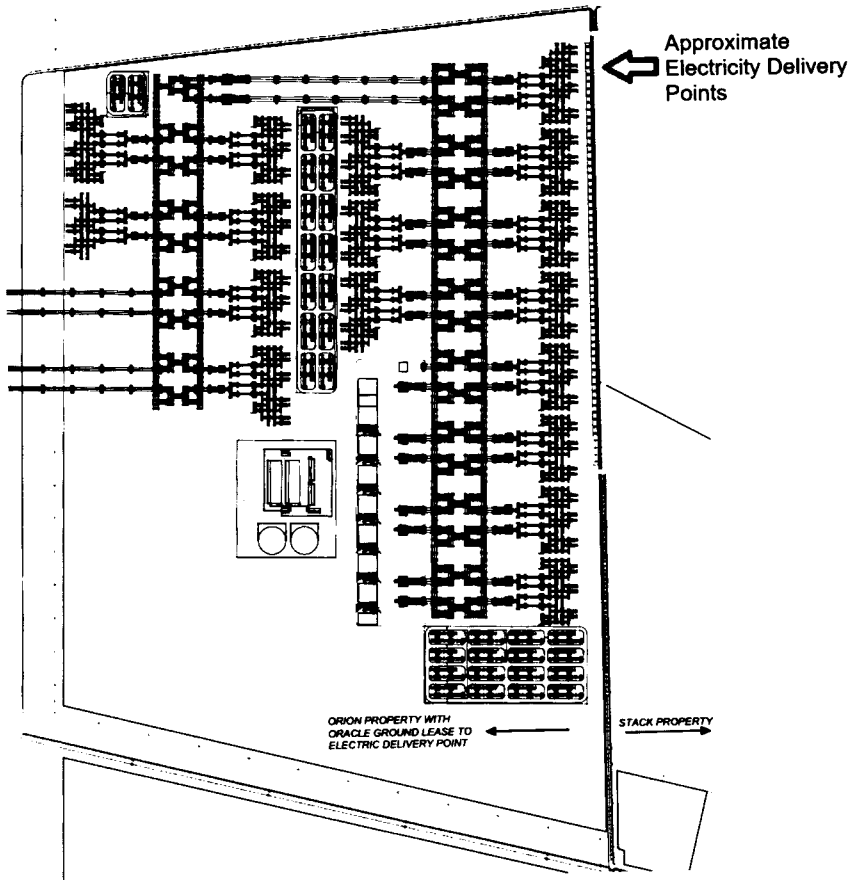 Approximate
Electricity Delivery
Points
ORION PROPERTY WITH
ORACLE GROUND LEASE TO
ELECTRIC DELIVERY POINT
STACK PROPERTY